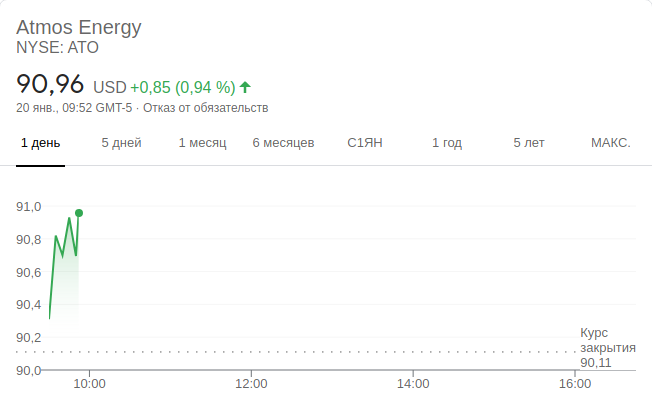 Atmos Energy
NYSE: ATO
90,96 USD +0,85 (0,94 %)
20 янв., 09:52 GMT-5 · Отказ от обязательств
1 день 5 дней 1 месяц 6 месяцев С1ЯН 1 год 5 лет МАКС.
91,0
90,8
90,6
90,4
90,2
90,0
Курс
закрытия
90,11
10:00 12:00 14:00 16:00